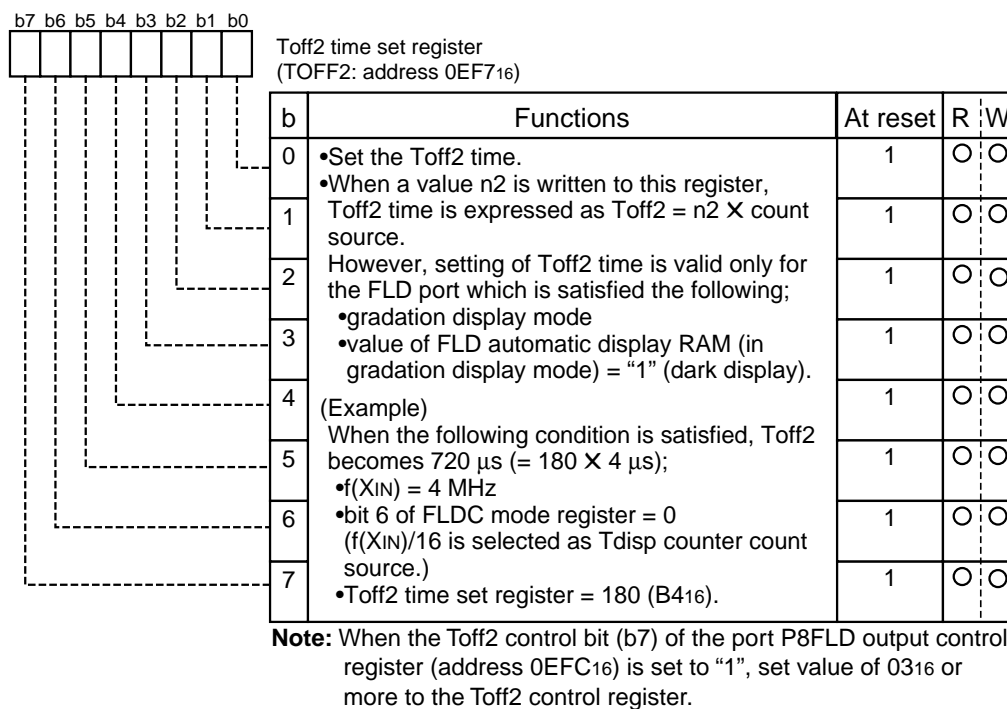 b7 b6 b5 b4 b3 b2 b1 b0
Toff2 time set register
(TOFF2: address 0EF716)
b Functions At reset R W
0 •Set the Toff2 time. 1 O O
•When a value n2 is written to this register,
1 Toff2 time is expressed as Toff2 = n2 X count 1 O O
source.
2 However, setting of Toff2 time is valid only for 1 O O
the FLD port which is satisfied the following;
•gradation display mode
3 •value of FLD automatic display RAM (in 1 O O
gradation display mode) = “1” (dark display).
4 (Example) 1 O O
When the following condition is satisfied, Toff2
5 becomes 720 μs (= 180 X 4 μs); 1 O O
•f(XIN) = 4 MHz
6 •bit 6 of FLDC mode register = 0 1 O O
(f(XIN)/16 is selected as Tdisp counter count
7 source.) 1 O O
•Toff2 time set register = 180 (B416).
Note: When the Toff2 control bit (b7) of the port P8FLD output control
register (address 0EFC16) is set to “1”, set value of 0316 or
more to the Toff2 control register.